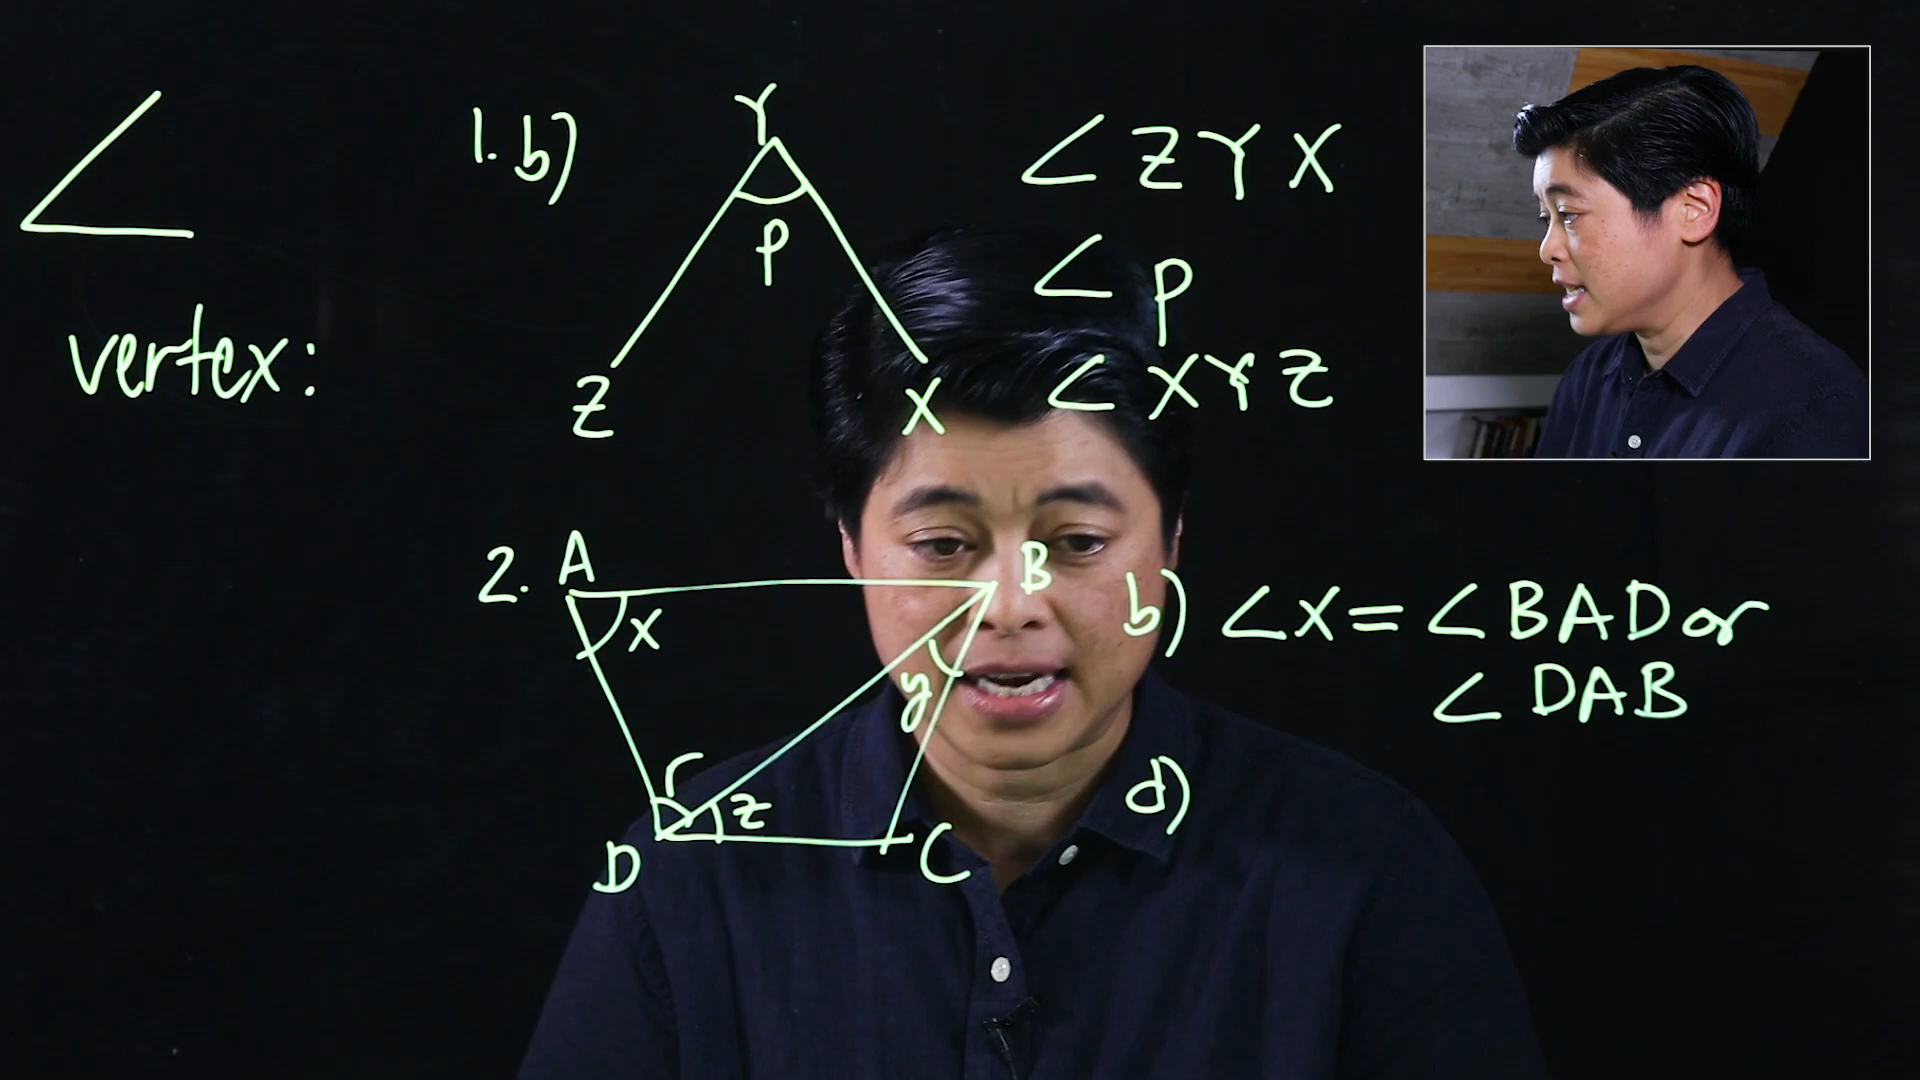 vertex:
1. b)
Y
P
Z
X
∠ZYX
∠P
∠XYZ
2.
A
B
x
y
r
z
D
C
b) ∠x = ∠BAD or
∠DAB
d)